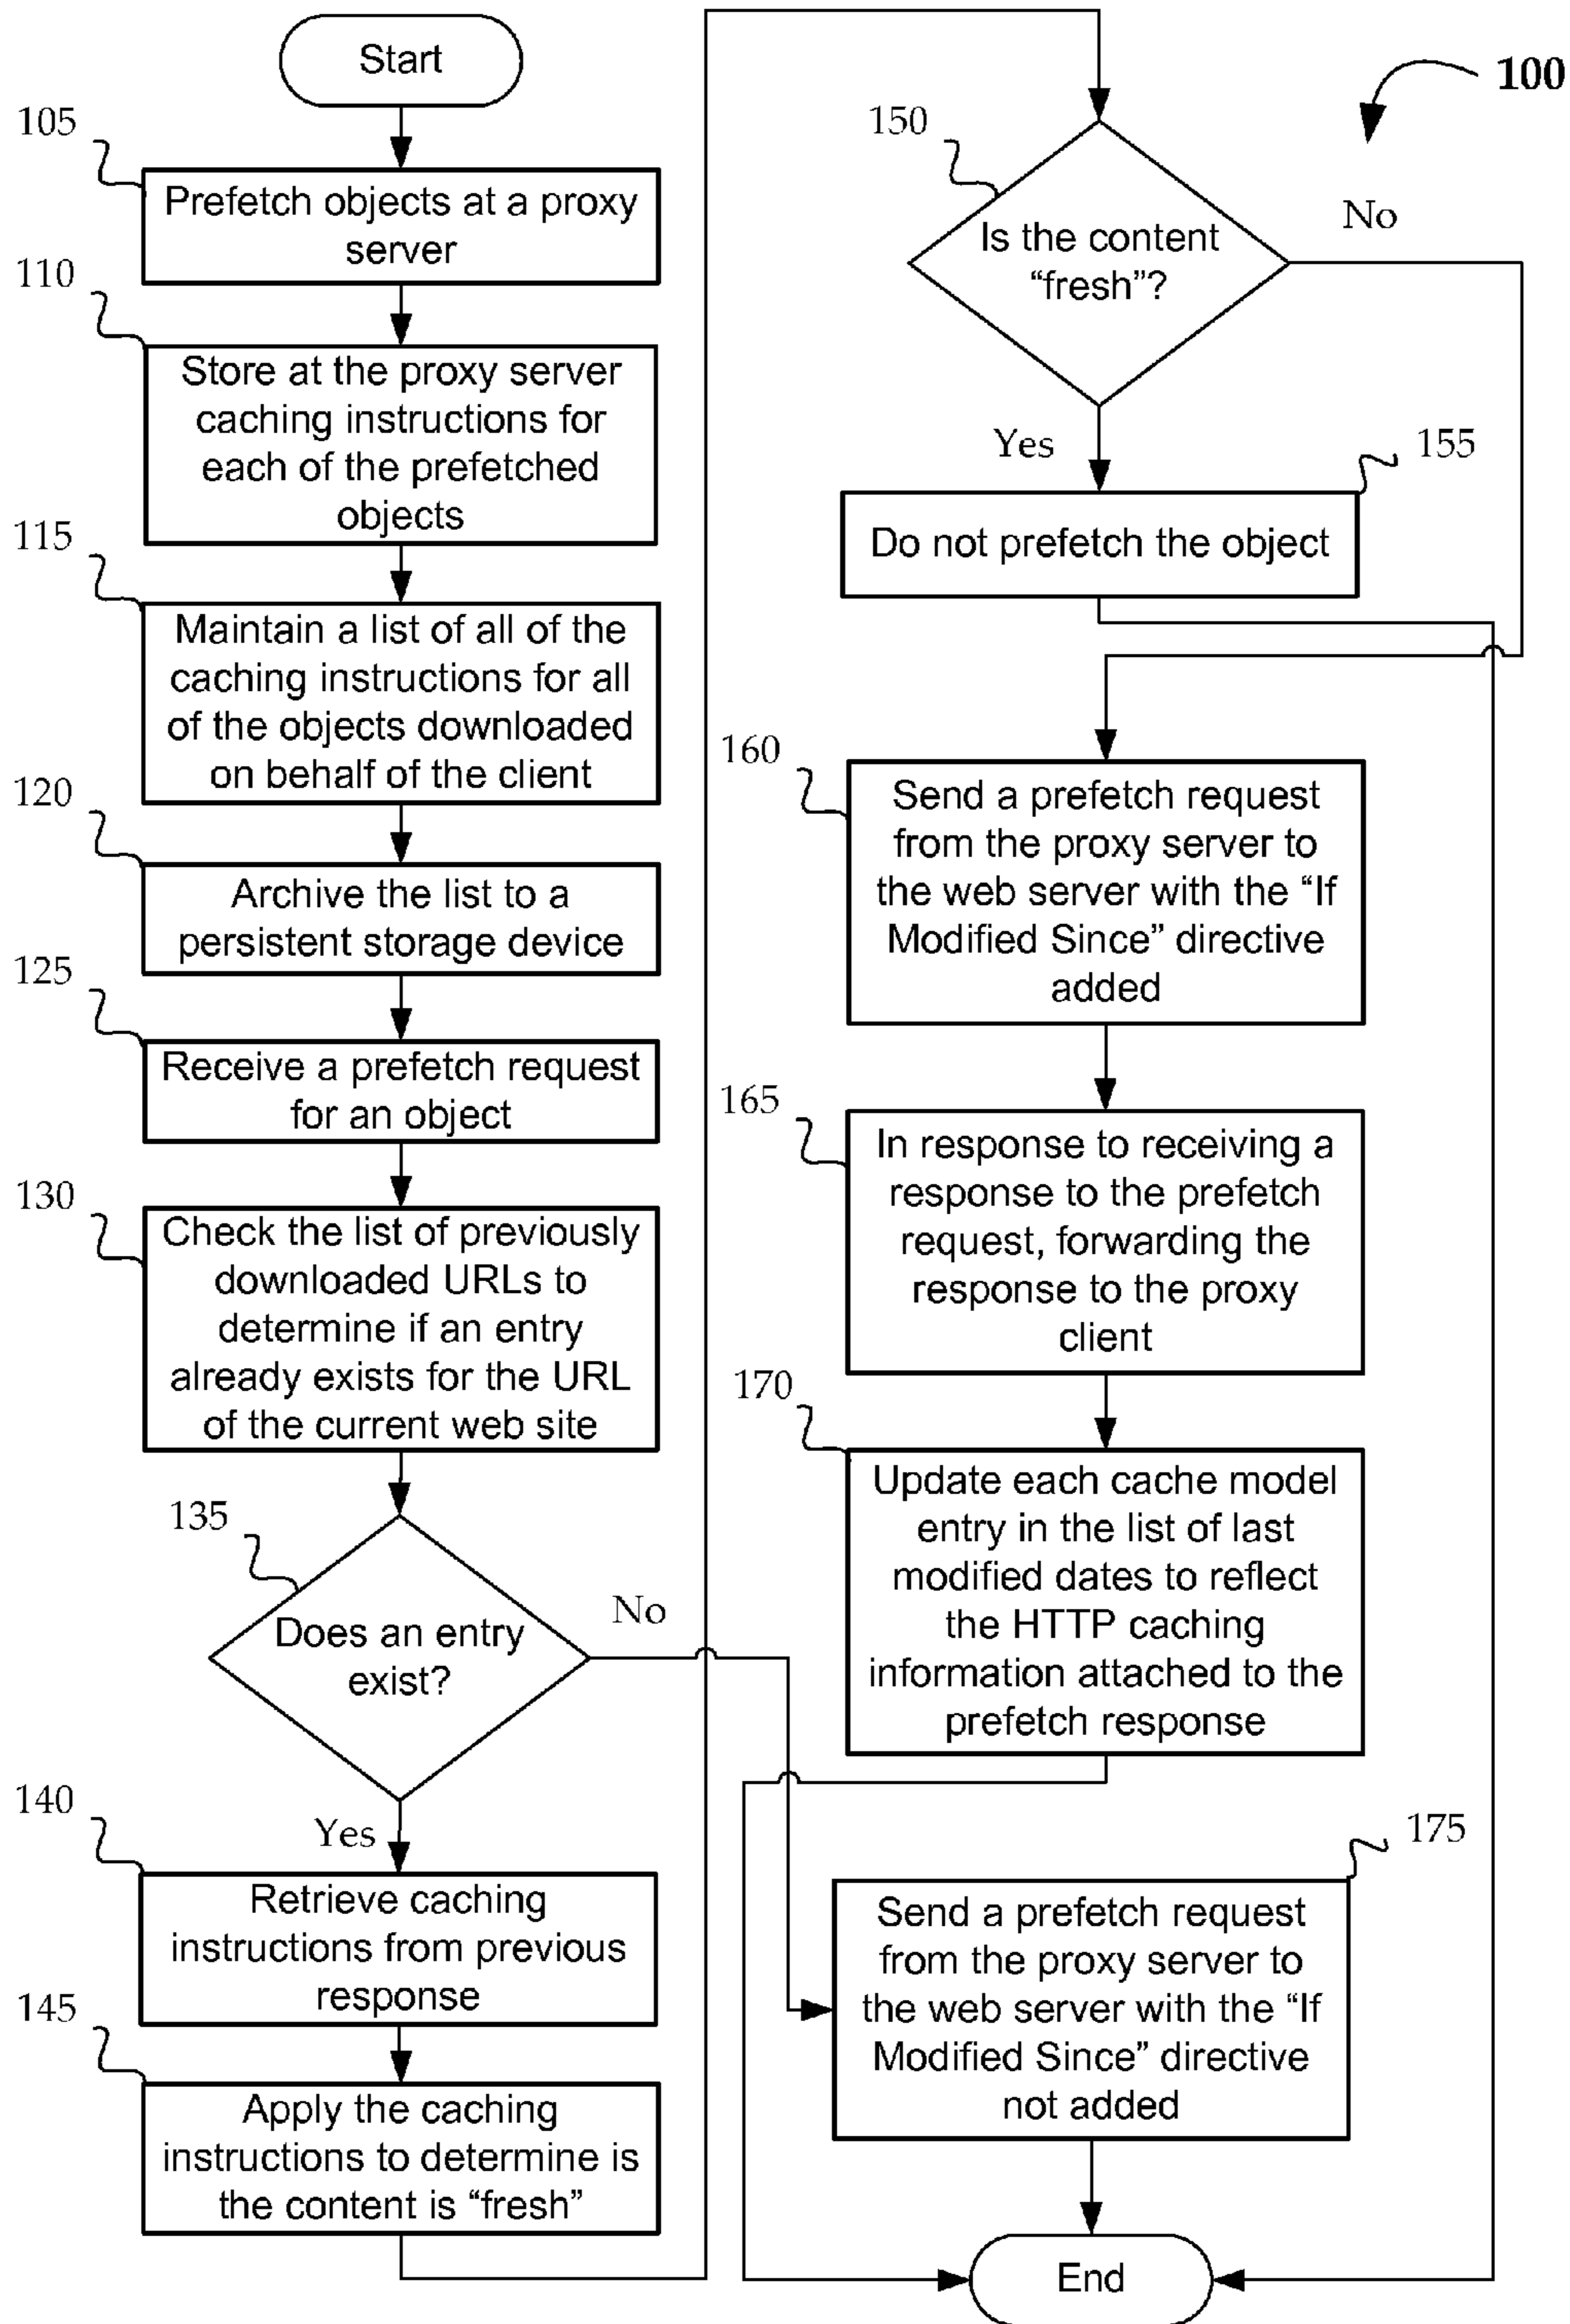 Start
105
Prefetch objects at a proxy
server
110
Store at the proxy server
caching instructions for
each of the prefetched
objects
115
Maintain a list of all of the
caching instructions for all
of the objects downloaded
on behalf of the client
120
Archive the list to a
persistent storage device
125
Receive a prefetch request
for an object
130
Check the list of previously
downloaded URLs to
determine if an entry
already exists for the URL
of the current web site
135
Does an entry
exist?
No
Yes
140
Retrieve caching
instructions from previous
response
145
Apply the caching
instructions to determine is
the content is “fresh”
100
150
Is the content
“fresh”?
No
Yes
155
Do not prefetch the object
160
Send a prefetch request
from the proxy server to
the web server with the “If
Modified Since” directive
added
165
In response to receiving a
response to the prefetch
request, forwarding the
response to the proxy
client
170
Update each cache model
entry in the list of last
modified dates to reflect
the HTTP caching
information attached to the
prefetch response
175
Send a prefetch request
from the proxy server to
the web server with the “If
Modified Since” directive
not added
End